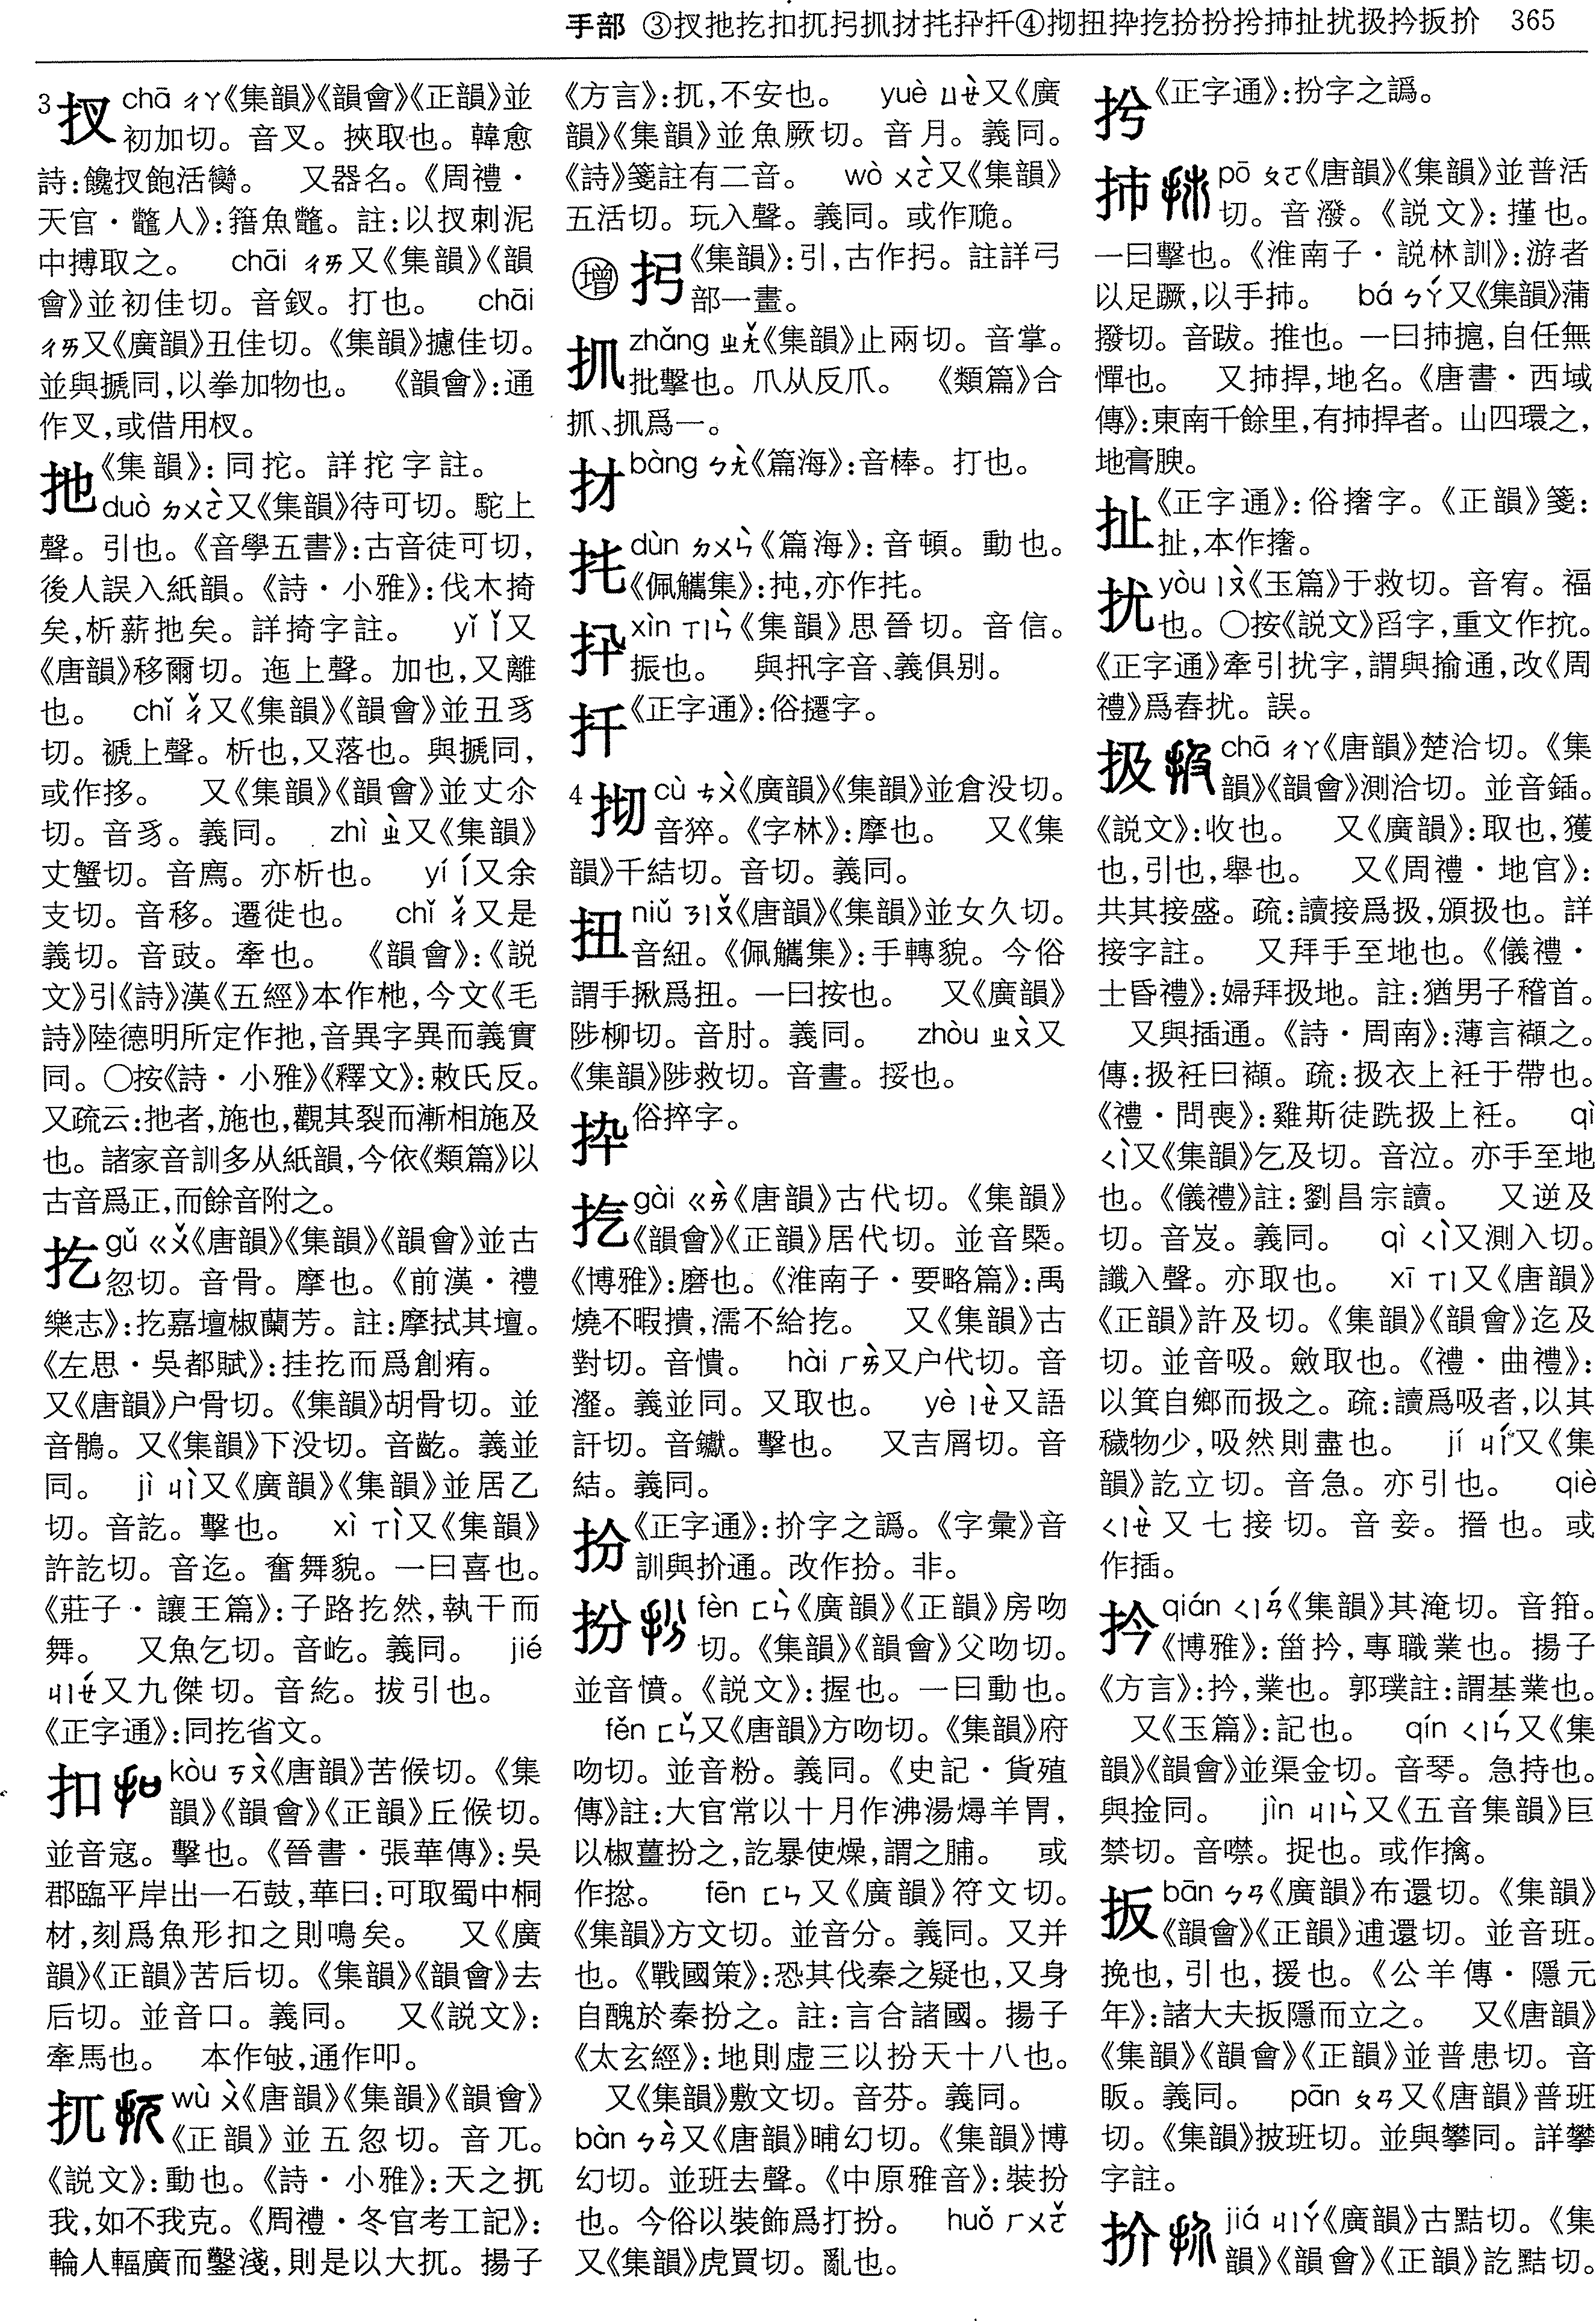 手部 ③扠扡扢扣扤𢩦抓扗托𢪃扦④㧅扭抐扢扮扮抍抪扯扰扱扲扳扴 365
3扠 chā ㄔㄚ《集韻》《韻會》《正韻》並
初加切。音叉。挾取也。韓愈
詩:饞扠飽活臠。 又器名。《周禮·
天官·鼈人》:籍魚鼈。註:以扠刺泥
中搏取之。 chāi ㄔㄞ又《集韻》《韻
會》並初佳切。音釵。打也。 chāi
ㄔㄞ又《廣韻》丑佳切。《集韻》攄佳切。
並與搋同,以拳加物也。 《韻會》:通
作叉,或借用杈。
扡《集韻》:同拕。詳拕字註。
duò ㄉㄨㄛˋ又《集韻》待可切。駝上
聲。引也。《音學五書》:古音徒可切,
後人誤入紙韻。《詩·小雅》:伐木掎
矣,析薪扡矣。詳掎字註。 yǐ ㄧˇ又
《唐韻》移爾切。迤上聲。加也,又離
也。 chǐ ㄔˇ又《集韻》《韻會》並丑豸
切。褫上聲。析也,又落也。與搋同,
或作拸。 又《集韻》《韻會》並丈尒
切。音豸。義同。 zhì ㄓˋ又《集韻》
丈蟹切。音廌。亦析也。 yí ㄧˊ又余
支切。音移。遷徙也。 chǐ ㄔˇ又是
義切。音豉。牽也。 《韻會》:《説
文》引《詩》漢《五經》本作杝,今文《毛
詩》陸德明所定作扡,音異字異而義實
同。〇按《詩·小雅》《釋文》:敕氏反。
又疏云:扡者,施也,觀其裂而漸相施及
也。諸家音訓多从紙韻,今依《類篇》以
古音爲正,而餘音附之。
扢 gǔ ㄍㄨˇ《唐韻》《集韻》《韻會》並古
忽切。音骨。摩也。《前漢·禮
樂志》:扢嘉壇椒蘭芳。註:摩拭其壇。
《左思·吳都賦》:挂扢而爲創痏。
又《唐韻》户骨切。《集韻》胡骨切。並
音鶻。又《集韻》下没切。音齕。義並
同。 jì ㄐㄧˋ又《廣韻》《集韻》並居乙
切。音訖。擊也。 xì ㄒㄧˋ又《集韻》
許訖切。音迄。奮舞貌。一曰喜也。
《莊子·讓王篇》:子路扢然,執干而
舞。 又魚乞切。音屹。義同。 jié
ㄐㄧㄝˊ又九傑切。音紇。拔引也。
《正字通》:同扢省文。
扣 kòu ㄎㄡˋ《唐韻》苦候切。《集
韻》《韻會》《正韻》丘候切。
並音寇。擊也。《晉書·張華傳》:吳
郡臨平岸出一石鼓,華曰:可取蜀中桐
材,刻爲魚形扣之則鳴矣。 又《廣
韻》《正韻》苦后切。《集韻》《韻會》去
后切。並音口。義同。 又《説文》:
牽馬也。 本作敂,通作叩。
扤 wù ㄨˋ《唐韻》《集韻》《韻會》
《正韻》並五忽切。音兀。
《説文》:動也。《詩·小雅》:天之扤
我,如不我克。《周禮·冬官考工記》:
輪人輻廣而鑿淺,則是以大扤。揚子
《方言》:扤,不安也。 yuè ㄩㄝˋ又《廣
韻》《集韻》並魚厥切。音月。義同。
《詩》箋註有二音。 wò ㄨㄛˋ又《集韻》
五活切。玩入聲。義同。或作脆。
㊞《集韻》:引,古作𢩦。註詳弓
部一畫。
zhǎng ㄓㄤˇ《集韻》止兩切。音掌。
批擊也。爪从反爪。 《類篇》合
抓、㧗爲一。
bàng ㄅㄤˋ《篇海》:音棒。打也。
dùn ㄉㄨㄣˋ《篇海》:音頓。動也。
《佩觿集》:扽,亦作扥。
xìn ㄒㄧㄣˋ《集韻》思晉切。音信。
振也。 與扟字音、義俱別。
扦《正字通》:俗攓字。
4㧅 cù ㄘㄨˋ《廣韻》《集韻》並倉没切。
音猝。《字林》:摩也。 又《集
韻》千結切。音切。義同。
扭 niǔ ㄋㄧㄡˇ《唐韻》《集韻》並女久切。
音紐。《佩觿集》:手轉貌。今俗
謂手揪爲扭。一曰按也。 又《廣韻》
陟柳切。音肘。義同。 zhòu ㄓㄡˋ又
《集韻》陟救切。音晝。挼也。
俗捽字。
扢 gài ㄍㄞˋ《唐韻》古代切。《集韻》
《韻會》《正韻》居代切。並音槩。
《博雅》:磨也。《淮南子·要略篇》:禹
燒不暇撌,濡不給扢。 又《集韻》古
對切。音憒。 hài ㄏㄞˋ又户代切。音
瀣。義並同。又取也。 yè ㄧㄝˋ又語
訐切。音钀。擊也。 又吉屑切。音
結。義同。
《正字通》:扴字之譌。《字彙》音
訓與扴通。改作扮。非。
扮 fèn ㄈㄣˋ《廣韻》《正韻》房吻
切。《集韻》《韻會》父吻切。
並音憤。《説文》:握也。一曰動也。
fěn ㄈㄣˇ又《唐韻》方吻切。《集韻》府
吻切。並音粉。義同。《史記·貨殖
傳》註:大官常以十月作沸湯燖羊胃,
以椒薑扮之,訖暴使燥,謂之脯。 或
作㧳。 fēn ㄈㄣ又《廣韻》符文切。
《集韻》方文切。並音分。義同。又并
也。《戰國策》:恐其伐秦之疑也,又身
自醜於秦扮之。註:言合諸國。揚子
《太玄經》:地則虛三以扮天十八也。
又《集韻》敷文切。音芬。義同。
bàn ㄅㄢˋ又《唐韻》晡幻切。《集韻》博
幻切。並班去聲。《中原雅音》:裝扮
也。今俗以裝飾爲打扮。 huǒ ㄏㄨㄛˇ
又《集韻》虎買切。亂也。
《正字通》:扮字之譌。
抪 pō ㄆㄛ《唐韻》《集韻》並普活
切。音潑。《説文》:摧也。
一曰擊也。《淮南子·説林訓》:游者
以足蹶,以手抪。 bá ㄅㄚˊ又《集韻》蒲
撥切。音跋。推也。一曰抪摣,自任無
憚也。 又抪捍,地名。《唐書·西域
傳》:東南千餘里,有抪捍者。山四環之,
地膏腴。
扯《正字通》:俗撦字。《正韻》箋:
扯,本作撦。
扰 yòu ㄧㄡˋ《玉篇》于救切。音宥。福
也。〇按《説文》舀字,重文作抌。
《正字通》牽引扰字,謂與揄通,改《周
禮》爲舂扰。誤。
扱 chā ㄔㄚ《唐韻》楚洽切。《集
韻》《韻會》測洽切。並音鍤。
《説文》:收也。 又《廣韻》:取也,獲
也,引也,舉也。 又《周禮·地官》:
共其接盛。疏:讀接爲扱,頒扱也。詳
接字註。 又拜手至地也。《儀禮·
士昏禮》:婦拜扱地。註:猶男子稽首。
又與插通。《詩·周南》:薄言襭之。
傳:扱衽曰襭。疏:扱衣上衽于帶也。
《禮·問喪》:雞斯徒跣扱上衽。 qì
ㄑㄧˋ又《集韻》乞及切。音泣。亦手至地
也。《儀禮》註:劉昌宗讀。 又逆及
切。音岌。義同。 qì ㄑㄧˋ又測入切。
讖入聲。亦取也。 xī ㄒㄧ又《唐韻》
《正韻》許及切。《集韻》《韻會》迄及
切。並音吸。斂取也。《禮·曲禮》:
以箕自鄉而扱之。疏:讀爲吸者,以其
穢物少,吸然則盡也。 jí ㄐㄧˊ又《集
韻》訖立切。音急。亦引也。 qiè
ㄑㄧㄝˋ又七接切。音妾。搢也。或
作插。
扲 qián ㄑㄧㄢˊ《集韻》其淹切。音箝。
《博雅》:甾扲,專職業也。揚子
《方言》:扲,業也。郭璞註:謂基業也。
又《玉篇》:記也。 qín ㄑㄧㄣˊ又《集
韻》《韻會》並渠金切。音琴。急持也。
與捦同。 jìn ㄐㄧㄣˋ又《五音集韻》巨
禁切。音噤。捉也。或作擒。
扳 bān ㄅㄢ《廣韻》布還切。《集韻》
《韻會》《正韻》逋還切。並音班。
挽也,引也,援也。《公羊傳·隱元
年》:諸大夫扳隱而立之。 又《唐韻》
《集韻》《韻會》《正韻》並普患切。音
眅。義同。 pān ㄆㄢ又《唐韻》普班
切。《集韻》披班切。並與攀同。詳攀
字註。
扴 jiá ㄐㄧㄚˊ《廣韻》古黠切。《集
韻》《韻會》《正韻》訖黠切。